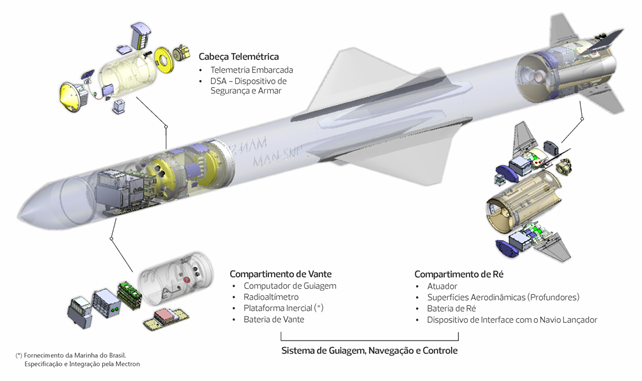 Cabeça Telemétrica
• Telemetria Embarcada
• DSA – Dispositivo de
Segurança e Armar
MAN SUP
Compartimento de Vante
• Computador de Guiagem
• Radioaltímetro
• Plataforma Inercial (*)
• Bateria de Vante
Compartimento de Ré
• Atuador
• Superfícies Aerodinâmicas (Profundores)
• Bateria de Ré
• Dispositivo de Interface com o Navio Lançador
Sistema de Guiagem, Navegação e Controle
(*) Fornecimento da Marinha do Brasil.
Especificação e Integração pela Mectron